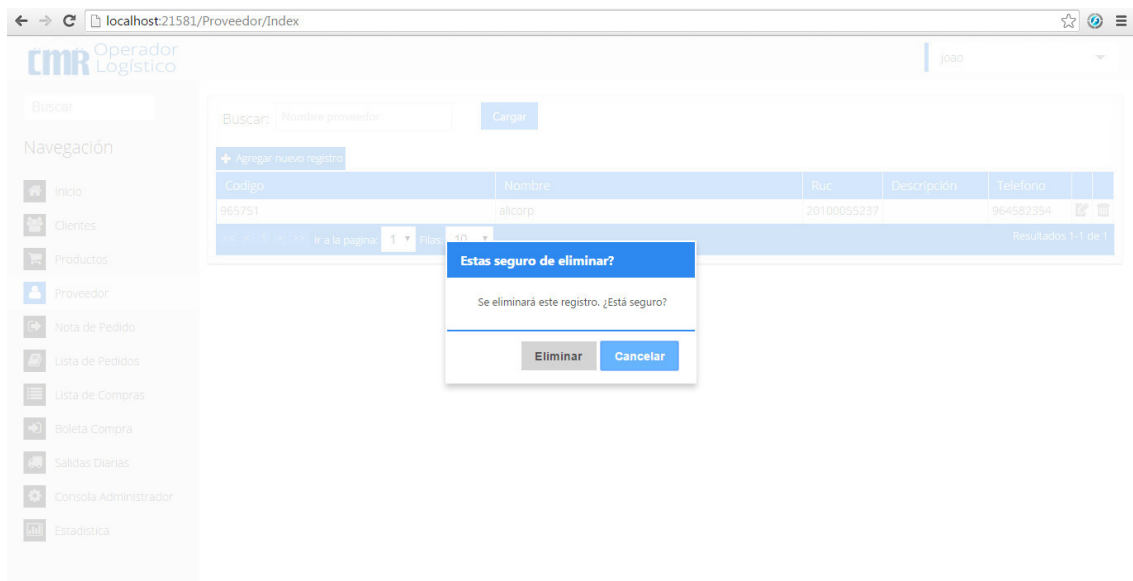 localhost:21581/Proveedor/Index
CMR Operador
Logístico
joao
Buscar
Navegación
Inicio
Clientes
Productos
Proveedor
Nota de Pedido
Lista de Pedidos
Lista de Compras
Boleta Compra
Salidas Diarias
Consola Administrador
Estadistica
Buscar: Nombre proveedor Cargar
Agregar nuevo registro
Codigo Nombre Ruc Descripción Telefono
965751 alicorp 20100055237 964582354
<< < 1 > >> Ir a la pagina: 1 Filas: 10 Resultados 1-1 de 1
Estas seguro de eliminar?
Se eliminará este registro. ¿Está seguro?
Eliminar Cancelar